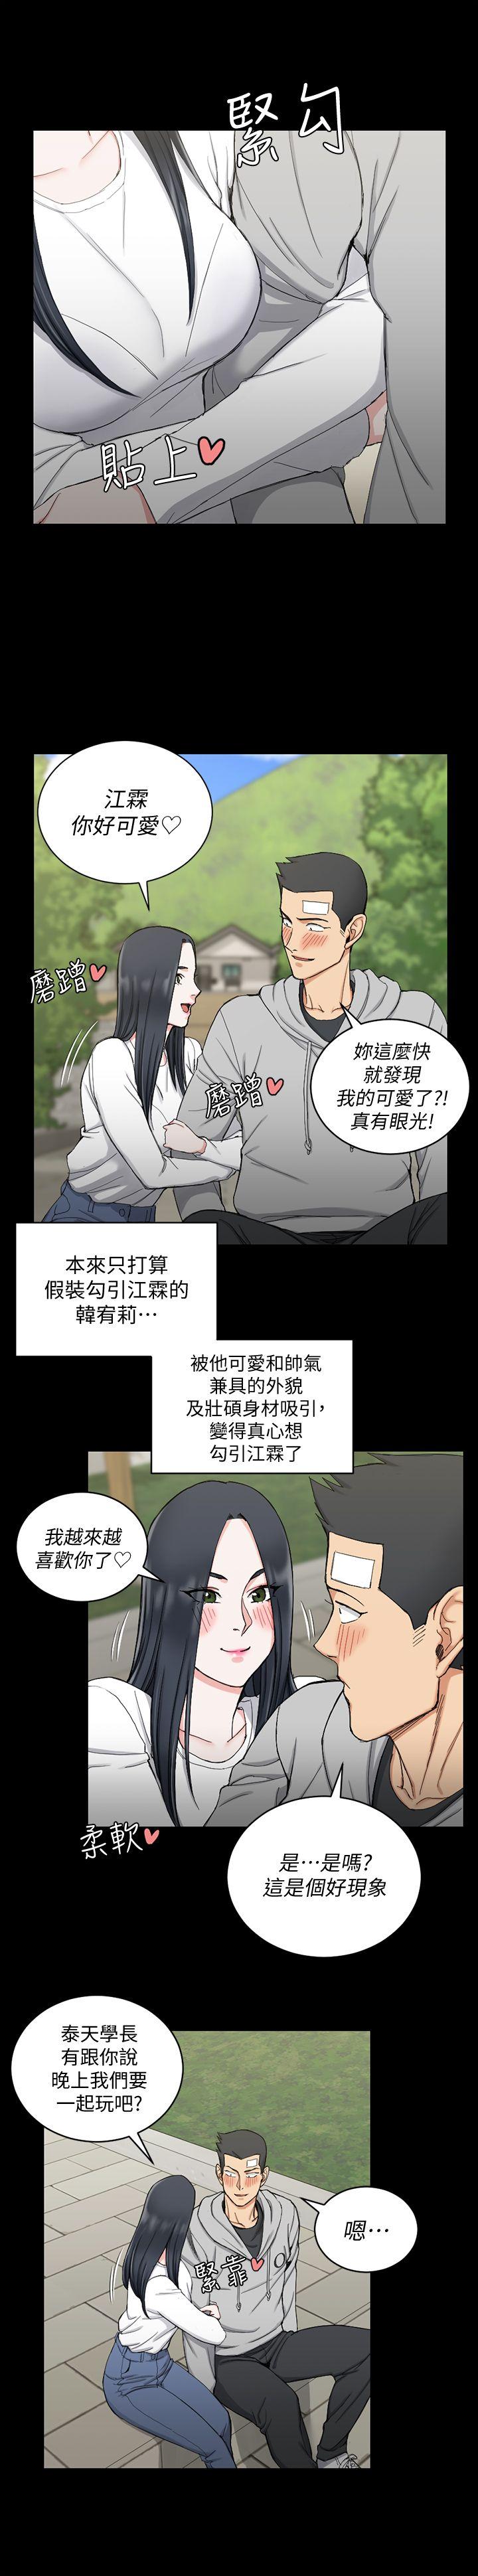 緊勾
貼上♥
江霖
你好可愛♡
磨蹭♥
磨蹭♥
妳這麼快
就發現
我的可愛了?!
真有眼光!
本來只打算
假裝勾引江霖的
韓宥莉⋯
被他可愛和帥氣
兼具的外貌
及壯碩身材吸引,
變得真心想
勾引江霖了
我越來越
喜歡你了♡
柔軟♥
是⋯是嗎?
這是個好現象
泰天學長
有跟你說
晚上我們要
一起玩吧?
嗯⋯
緊靠♥